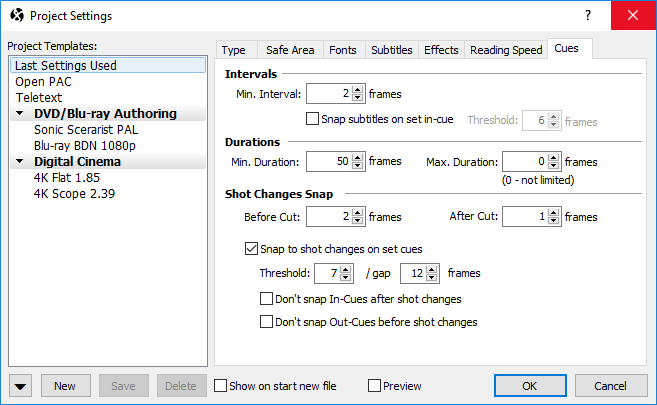 Project Settings
?
Project Templates:
Last Settings Used
Open PAC
Teletext
DVD/Blu-ray Authoring
Sonic Scerarist PAL
Blu-ray BDN 1080p
Digital Cinema
4K Flat 1.85
4K Scope 2.39
Type Safe Area Fonts Subtitles Effects Reading Speed Cues
Intervals
Min. Interval: 2 frames
Snap subtitles on set in-cue Threshold: 6 frames
Durations
Min. Duration: 50 frames Max. Duration: 0 frames
(0 - not limited)
Shot Changes Snap
Before Cut: 2 frames After Cut: 1 frames
Snap to shot changes on set cues
Threshold: 7 / gap 12 frames
Don't snap In-Cues after shot changes
Don't snap Out-Cues before shot changes
New Save Delete Show on start new file Preview OK Cancel